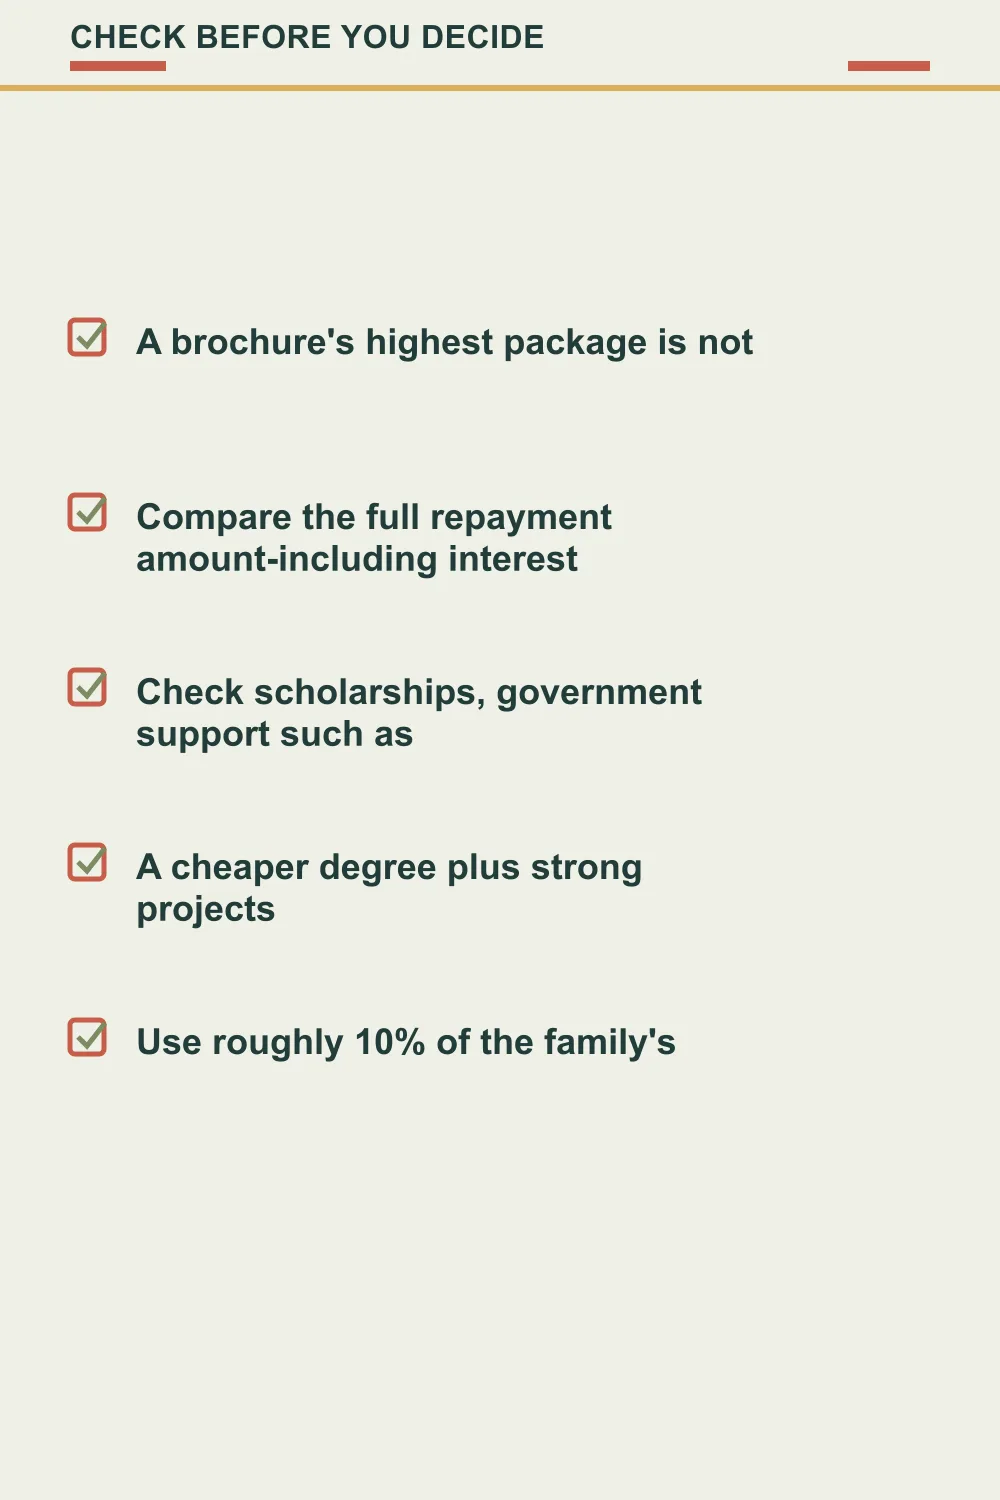 CHECK BEFORE YOU DECIDE
A brochure's highest package is not
Compare the full repayment
amount-including interest
Check scholarships, government
support such as
A cheaper degree plus strong
projects
Use roughly 10% of the family's